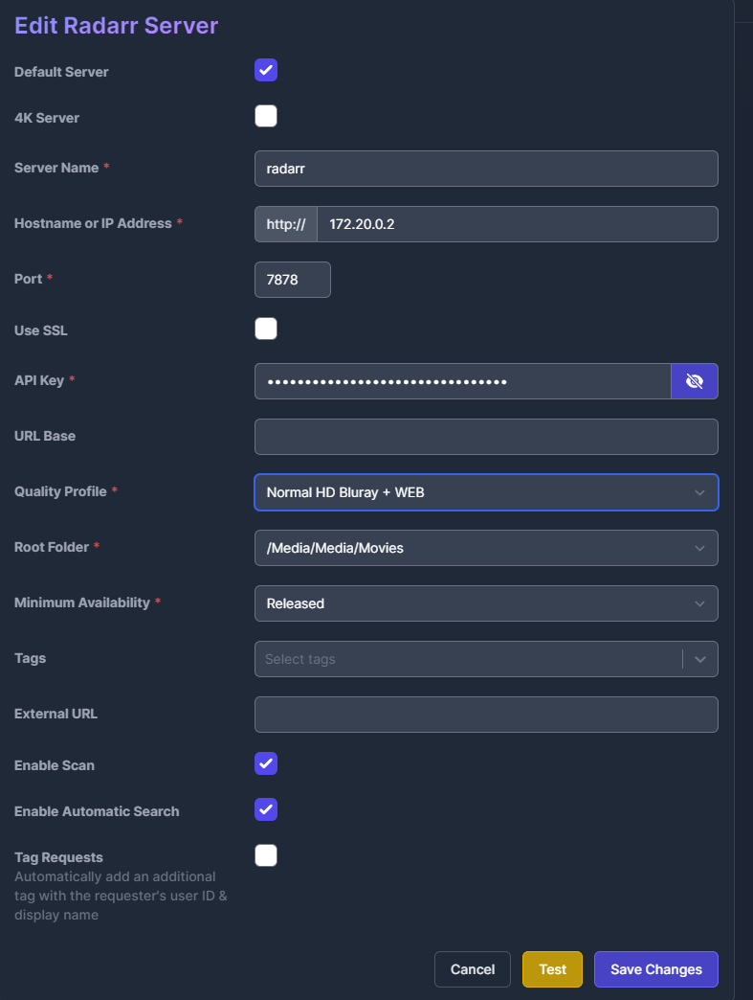 Edit Radarr Server
Default Server
4K Server
Server Name *
radarr
Hostname or IP Address *
http:// 172.20.0.2
Port *
7878
Use SSL
API Key *
••••••••••••••••••••••••••••••••
URL Base
Quality Profile *
Normal HD Bluray + WEB
Root Folder *
/Media/Media/Movies
Minimum Availability *
Released
Tags
Select tags
External URL
Enable Scan
Enable Automatic Search
Tag Requests
Automatically add an additional
tag with the requester's user ID &
display name
Cancel Test Save Changes